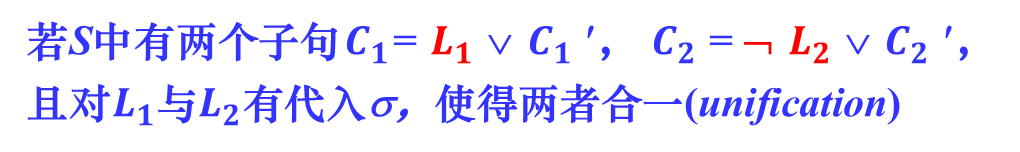 若S中有两个子句C₁= L₁ ∨ C₁ ′， C₂ =¬ L₂ ∨ C₂ ′，
且对L₁与L₂有代入σ，使得两者合一(unification)